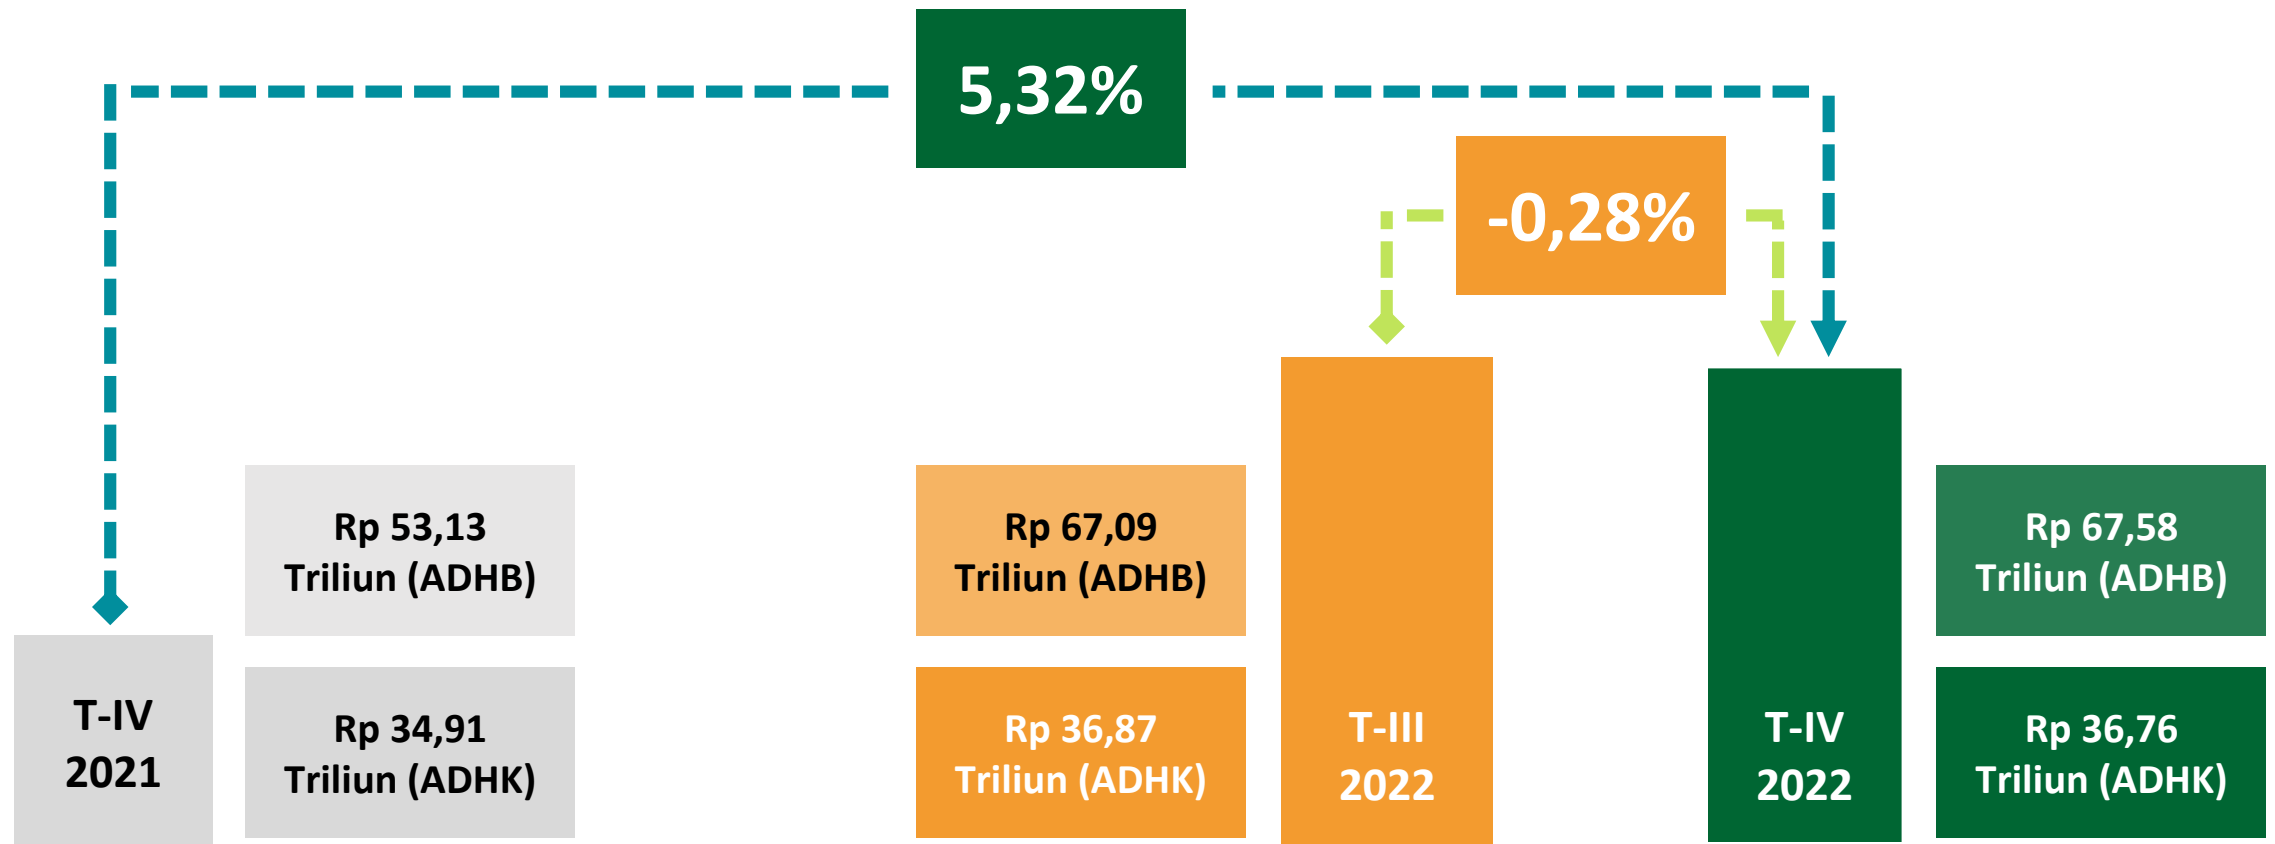 5,32%
-0,28%
Rp 53,13
Triliun (ADHB)
Rp 67,09
Triliun (ADHB)
Rp 67,58
Triliun (ADHB)
T-IV
2021
Rp 34,91
Triliun (ADHK)
Rp 36,87
Triliun (ADHK)
T-III
2022
T-IV
2022
Rp 36,76
Triliun (ADHK)